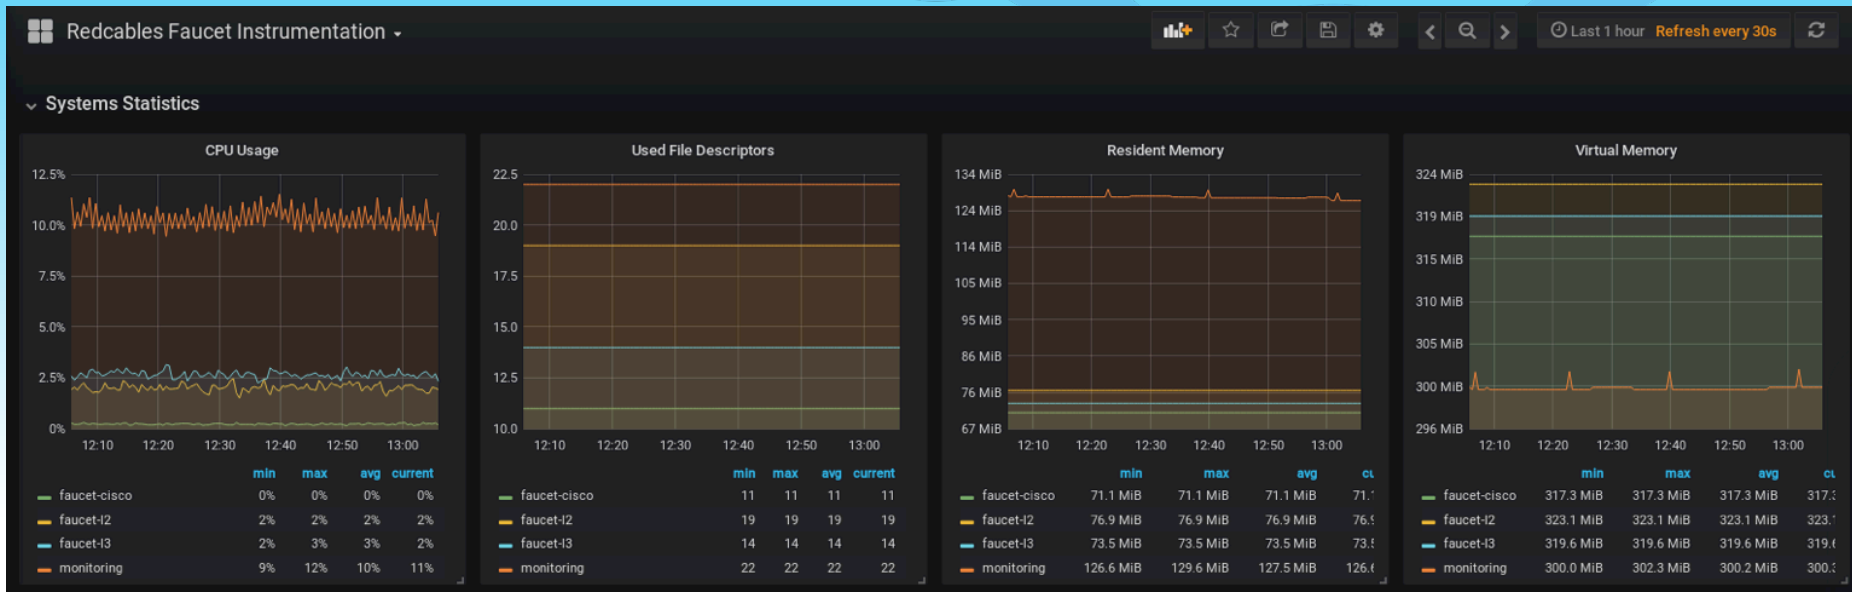 Redcables Faucet Instrumentation
Last 1 hour Refresh every 30s
Systems Statistics
CPU Usage
12.5%
10.0%
7.5%
5.0%
2.5%
0%
12:10 12:20 12:30 12:40 12:50 13:00
min max avg current
faucet-cisco 0% 0% 0% 0%
faucet-l2 2% 2% 2% 2%
faucet-l3 2% 3% 3% 2%
monitoring 9% 12% 10% 11%
Used File Descriptors
22.5
20.0
17.5
15.0
12.5
10.0
12:10 12:20 12:30 12:40 12:50 13:00
min max avg current
faucet-cisco 11 11 11 11
faucet-l2 19 19 19 19
faucet-l3 14 14 14 14
monitoring 22 22 22 22
Resident Memory
134 MiB
124 MiB
114 MiB
105 MiB
95 MiB
86 MiB
76 MiB
67 MiB
12:10 12:20 12:30 12:40 12:50 13:00
min max avg
faucet-cisco 71.1 MiB 71.1 MiB 71.1 MiB 71.
faucet-l2 76.9 MiB 76.9 MiB 76.9 MiB 76.
faucet-l3 73.5 MiB 73.5 MiB 73.5 MiB 73.
monitoring 126.6 MiB 129.6 MiB 127.5 MiB 126.
Virtual Memory
324 MiB
319 MiB
315 MiB
310 MiB
305 MiB
300 MiB
296 MiB
12:10 12:20 12:30 12:40 12:50 13:00
min max avg
faucet-cisco 317.3 MiB 317.3 MiB 317.3 MiB 317.
faucet-l2 323.1 MiB 323.1 MiB 323.1 MiB 323.
faucet-l3 319.6 MiB 319.6 MiB 319.6 MiB 319.
monitoring 300.0 MiB 302.3 MiB 300.2 MiB 300.